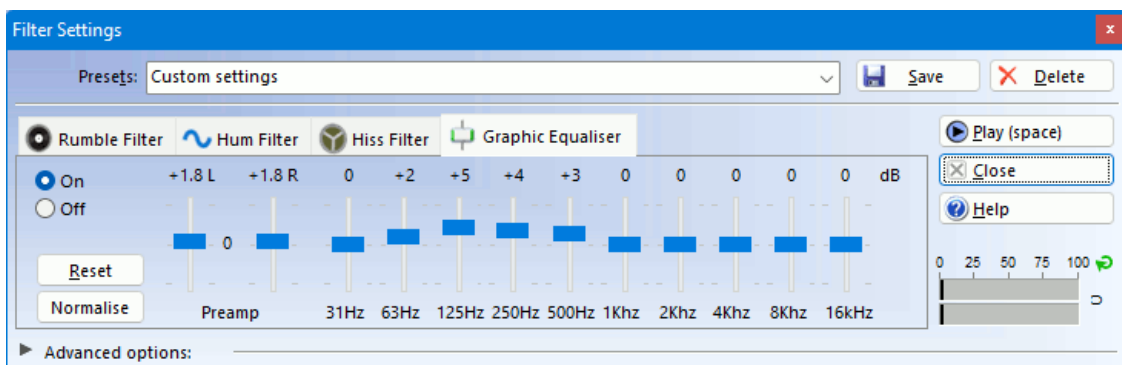 Filter Settings
x
Presets: Custom settings
Save
Delete
Rumble Filter
Hum Filter
Hiss Filter
Graphic Equaliser
Play (space)
Close
Help
On
Off
+1.8 L +1.8 R 0 +2 +5 +4 +3 0 0 0 0 0 dB
0
Reset
Normalise
Preamp 31Hz 63Hz 125Hz 250Hz 500Hz 1Khz 2Khz 4Khz 8Khz 16kHz
0 25 50 75 100
Advanced options: